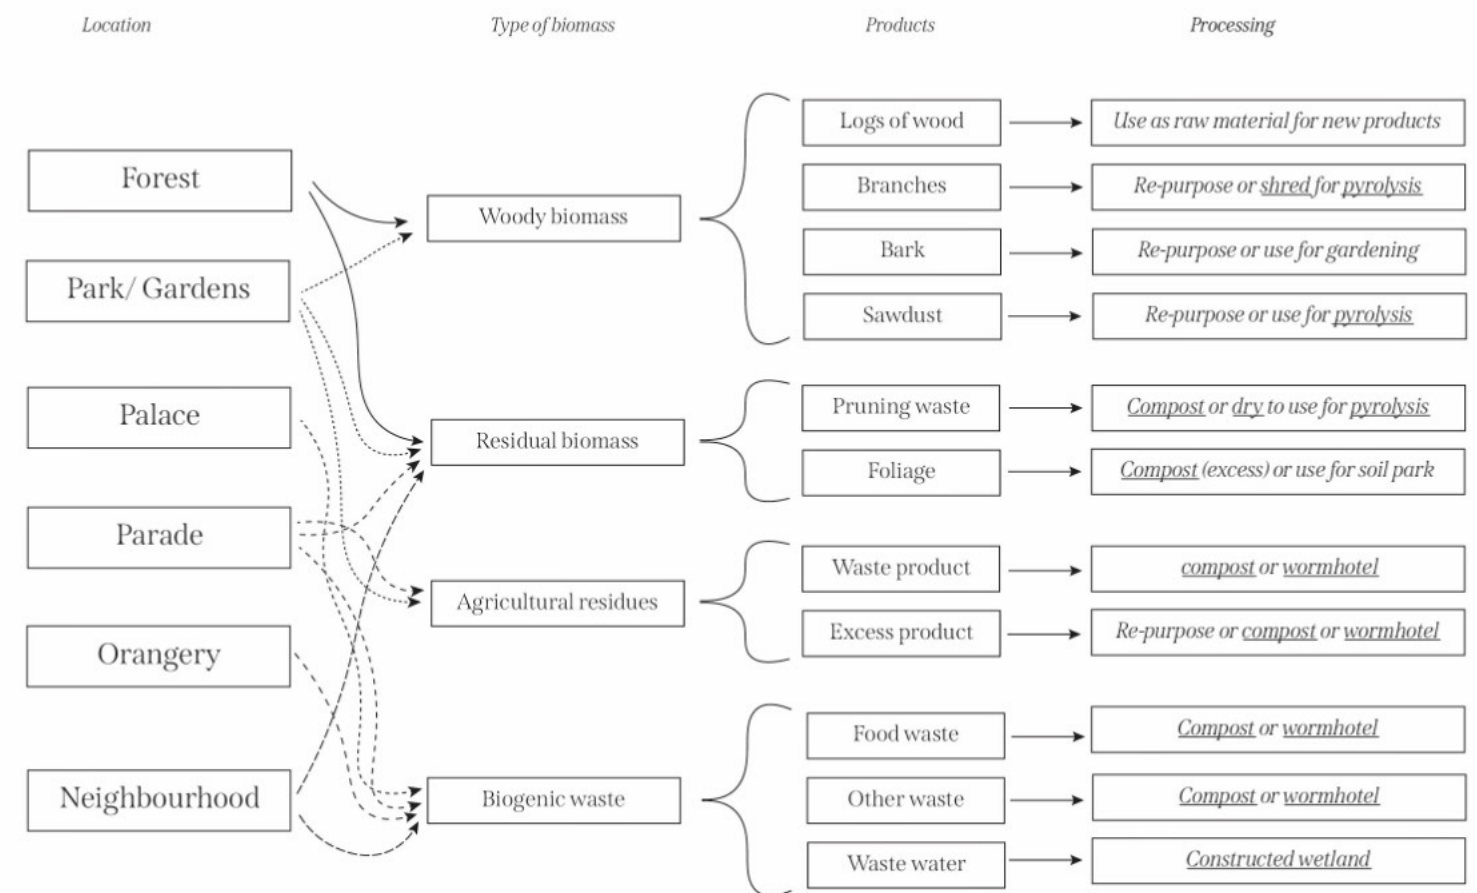 Location
Type of biomass
Products
Processing
Forest
Park/ Gardens
Palace
Parade
Orangery
Neighbourhood
Woody biomass
Residual biomass
Agricultural residues
Biogenic waste
Logs of wood
Use as raw material for new products
Branches
Re-purpose or shred for pyrolysis
Bark
Re-purpose or use for gardening
Sawdust
Re-purpose or use for pyrolysis
Pruning waste
Compost or dry to use for pyrolysis
Foliage
Compost (excess) or use for soil park
Waste product
compost or wormhotel
Excess product
Re-purpose or compost or wormhotel
Food waste
Compost or wormhotel
Other waste
Compost or wormhotel
Waste water
Constructed wetland